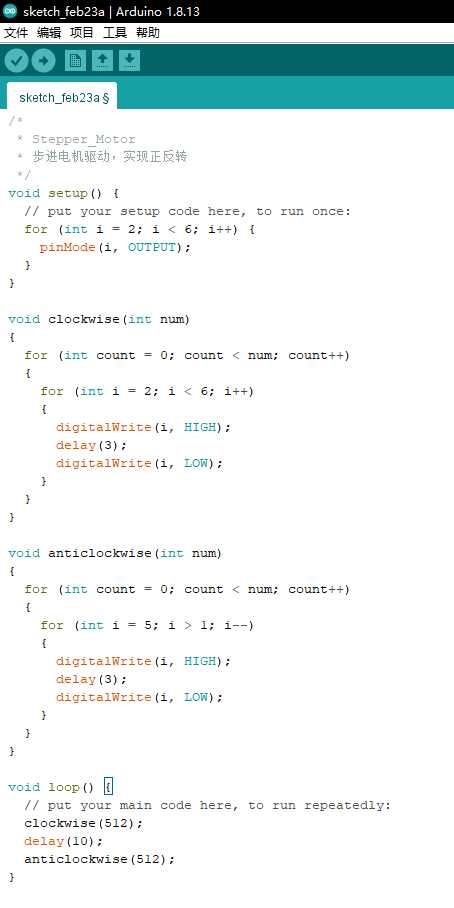 sketch_feb23a | Arduino 1.8.13
文件 编辑 项目 工具 帮助
sketch_feb23a §
/*
 * Stepper_Motor
 * 步进电机驱动，实现正反转
 */
void setup() {
  // put your setup code here, to run once:
  for (int i = 2; i < 6; i++) {
    pinMode(i, OUTPUT);
  }
}

void clockwise(int num)
{
  for (int count = 0; count < num; count++)
  {
    for (int i = 2; i < 6; i++)
    {
      digitalWrite(i, HIGH);
      delay(3);
      digitalWrite(i, LOW);
    }
  }
}

void anticlockwise(int num)
{
  for (int count = 0; count < num; count++)
  {
    for (int i = 5; i > 1; i--)
    {
      digitalWrite(i, HIGH);
      delay(3);
      digitalWrite(i, LOW);
    }
  }
}

void loop() {
  // put your main code here, to run repeatedly:
  clockwise(512);
  delay(10);
  anticlockwise(512);
}